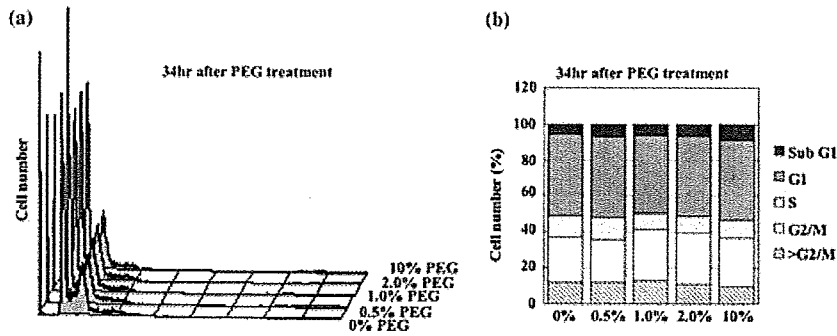 (a)
34hr after PEG treatment
Cell number
10% PEG
2.0% PEG
1.0% PEG
0.5% PEG
0% PEG
(b)
34hr after PEG treatment
Cell number (%)
120
100
80
60
40
20
0
0% 0.5% 1.0% 2.0% 10%
Sub G1
G1
S
G2/M
>G2/M